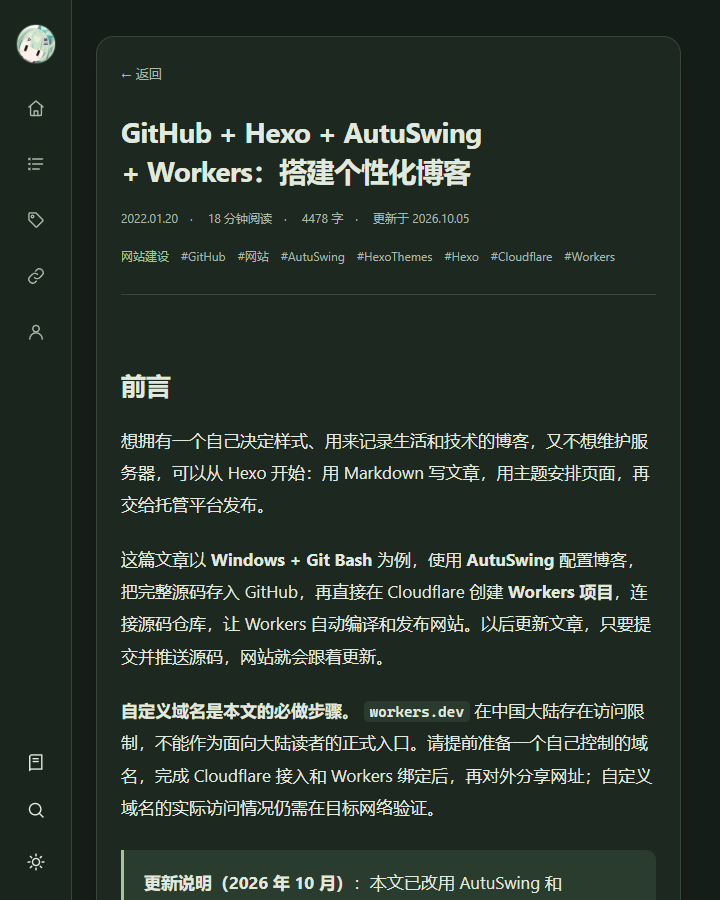 ← 返回
GitHub + Hexo + AutuSwing
+ Workers：搭建个性化博客
2022.01.20 · 18 分钟阅读 · 4478 字 · 更新于 2026.10.05
网站建设 #GitHub #网站 #AutuSwing #HexoThemes #Hexo #Cloudflare #Workers
前言
想拥有一个自己决定样式、用来记录生活和技术的博客，又不想维护服
务器，可以从 Hexo 开始：用 Markdown 写文章，用主题安排页面，再
交给托管平台发布。
这篇文章以 Windows + Git Bash 为例，使用 AutuSwing 配置博客，
把完整源码存入 GitHub，再直接在 Cloudflare 创建 Workers 项目，连
接源码仓库，让 Workers 自动编译和发布网站。以后更新文章，只要提
交并推送源码，网站就会跟着更新。
自定义域名是本文的必做步骤。 workers.dev 在中国大陆存在访问限
制，不能作为面向大陆读者的正式入口。请提前准备一个自己控制的域
名，完成 Cloudflare 接入和 Workers 绑定后，再对外分享网址；自定义
域名的实际访问情况仍需在目标网络验证。
更新说明（2026 年 10 月）：本文已改用 AutuSwing 和